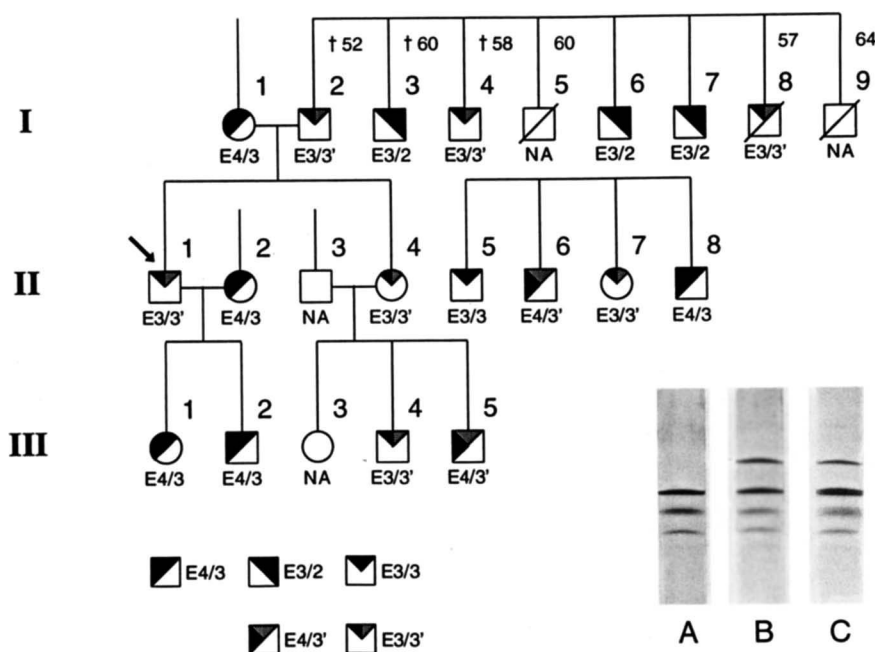 † 52 † 60 † 58 60 57 64
I 1 2 3 4 5 6 7 8 9
E4/3 E3/3' E3/2 E3/3' NA E3/2 E3/2 E3/3' NA
II 1 2 3 4 5 6 7 8
E3/3' E4/3 NA E3/3' E3/3 E4/3' E3/3' E4/3
III 1 2 3 4 5
E4/3 E4/3 NA E3/3' E4/3'
E4/3 E3/2 E3/3
E4/3' E3/3'
A B C